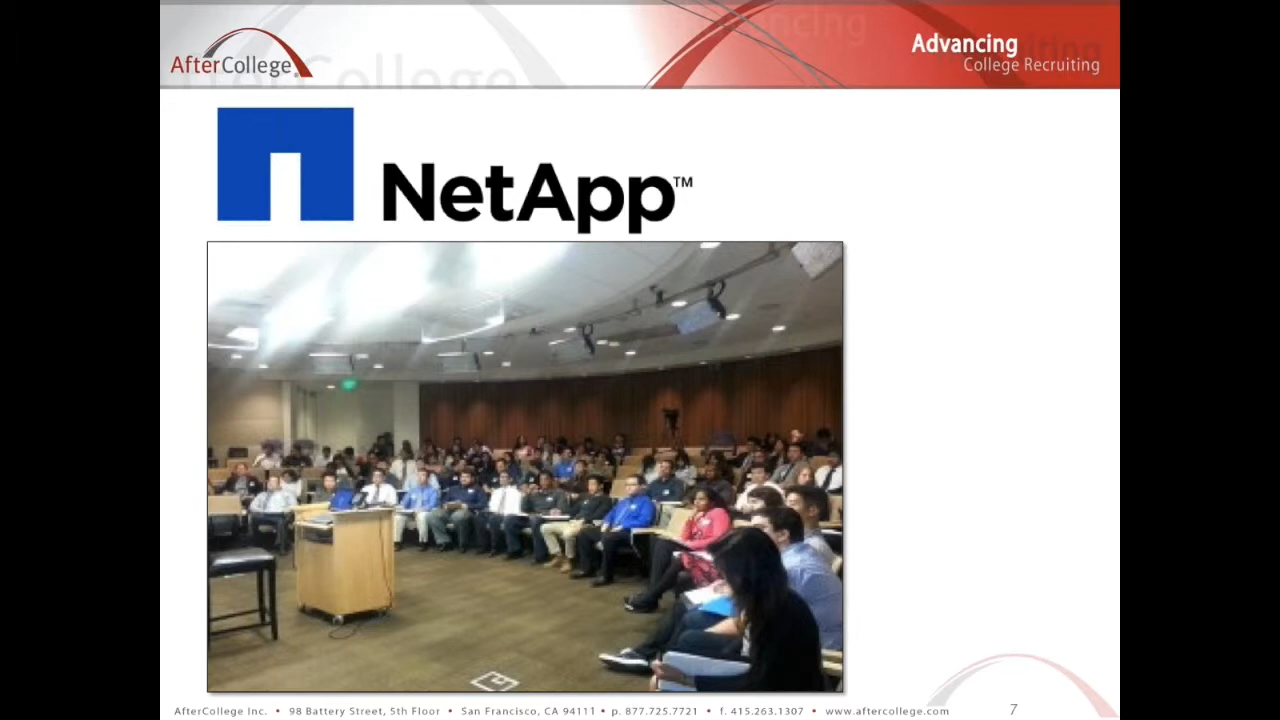 AfterCollege
Advancing
College Recruiting
NetApp™
AfterCollege Inc. • 98 Battery Street, 5th Floor • San Francisco, CA 94111 • p. 877.725.7721 • f. 415.263.1307 • www.aftercollege.com
7